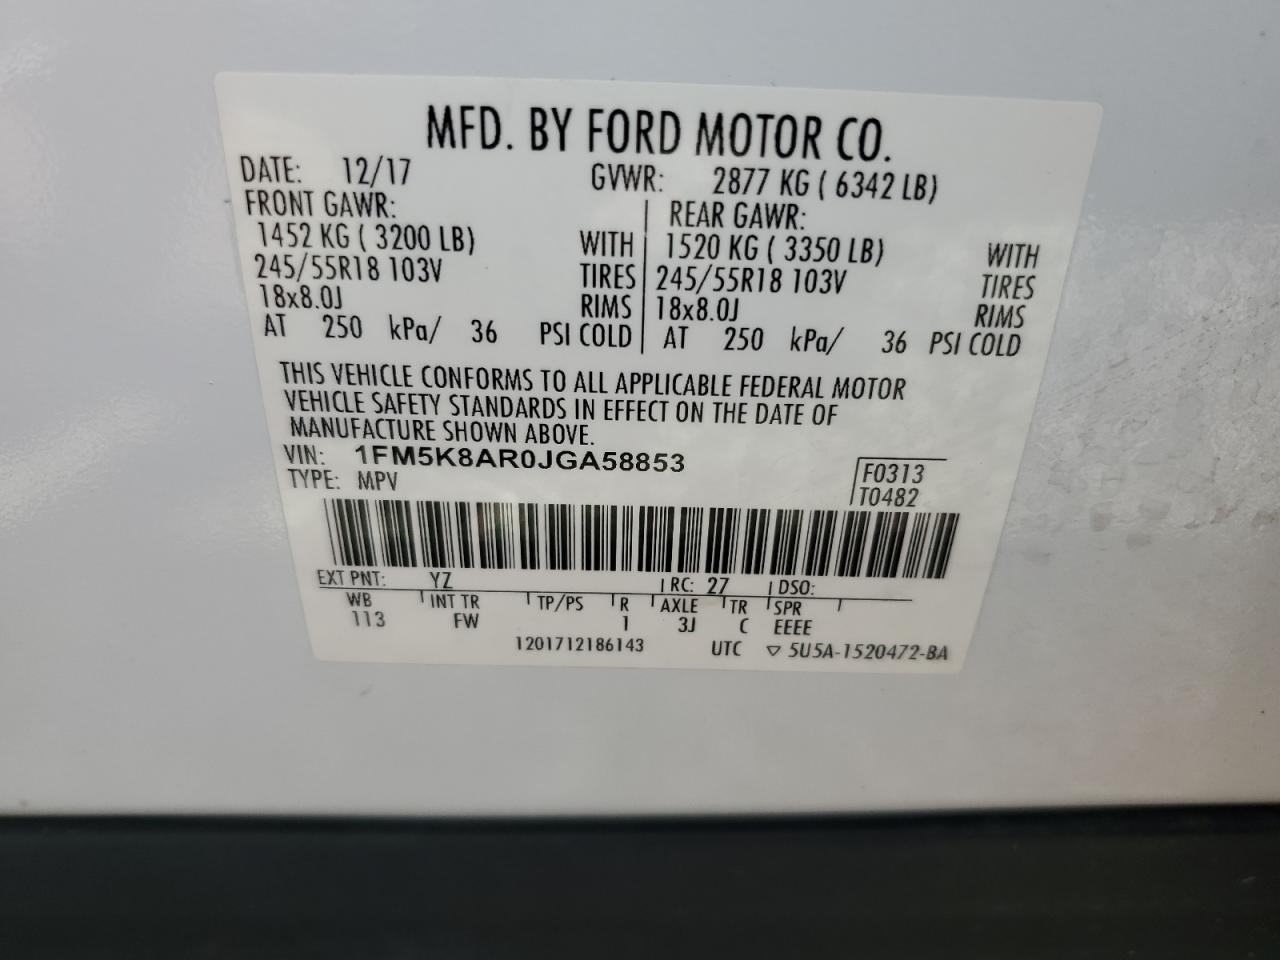 MFD. BY FORD MOTOR CO.
DATE: 12/17 GVWR: 2877 KG ( 6342 LB)
FRONT GAWR: REAR GAWR:
1452 KG ( 3200 LB) WITH 1520 KG ( 3350 LB) WITH
245/55R18 103V TIRES 245/55R18 103V TIRES
18x8.0J RIMS 18x8.0J RIMS
AT 250 kPa/ 36 PSI COLD AT 250 kPa/ 36 PSI COLD
THIS VEHICLE CONFORMS TO ALL APPLICABLE FEDERAL MOTOR
VEHICLE SAFETY STANDARDS IN EFFECT ON THE DATE OF
MANUFACTURE SHOWN ABOVE.
VIN: 1FM5K8AR0JGA58853
TYPE: MPV
F0313
T0482
EXT PNT: YZ RC: 27 DSO:
WB INT TR TP/PS R AXLE TR SPR
113 FW 1 3J C EEEE
1201712186143 UTC ▽ 5U5A-1520472-BA